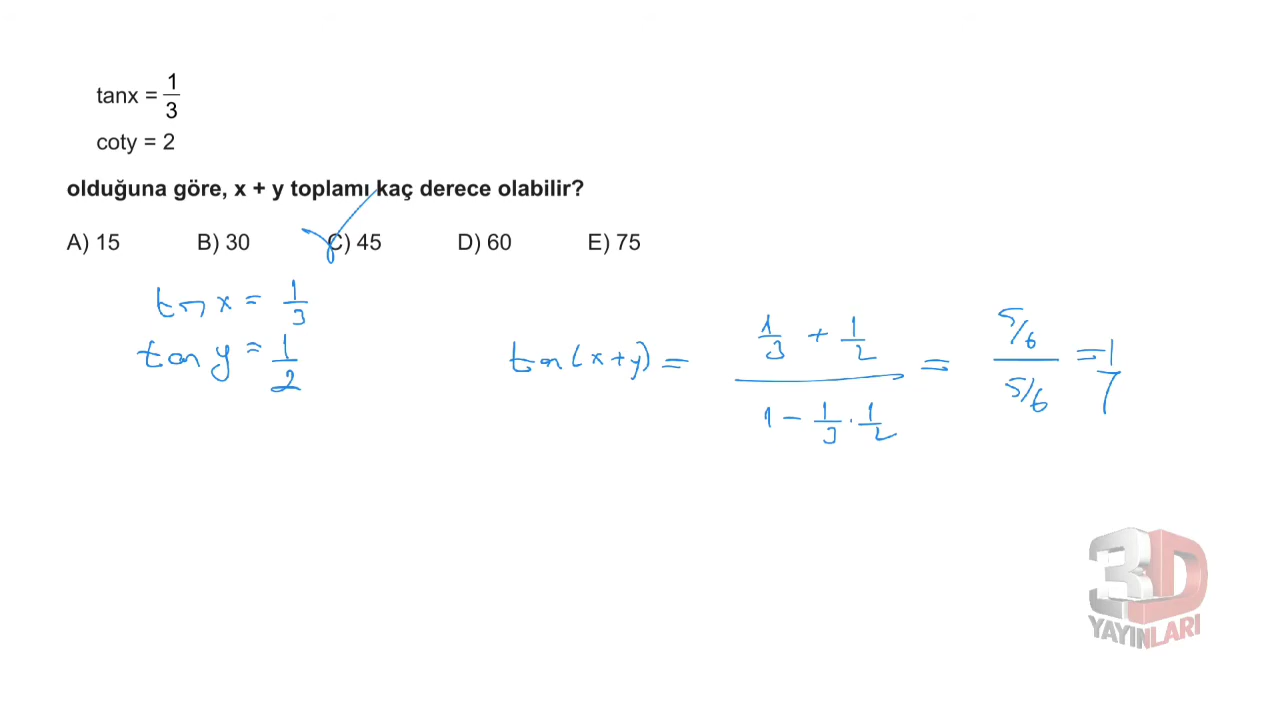 tanx = 1/3
coty = 2
olduğuna göre, x + y toplamı kaç derece olabilir?
A) 15 B) 30 C) 45 D) 60 E) 75
tan x = 1/3
tan y = 1/2
tan(x+y) = (1/3 + 1/2) / (1 - 1/3 · 1/2) = (5/6) / (5/6) = 1
3D
YAYINLARI